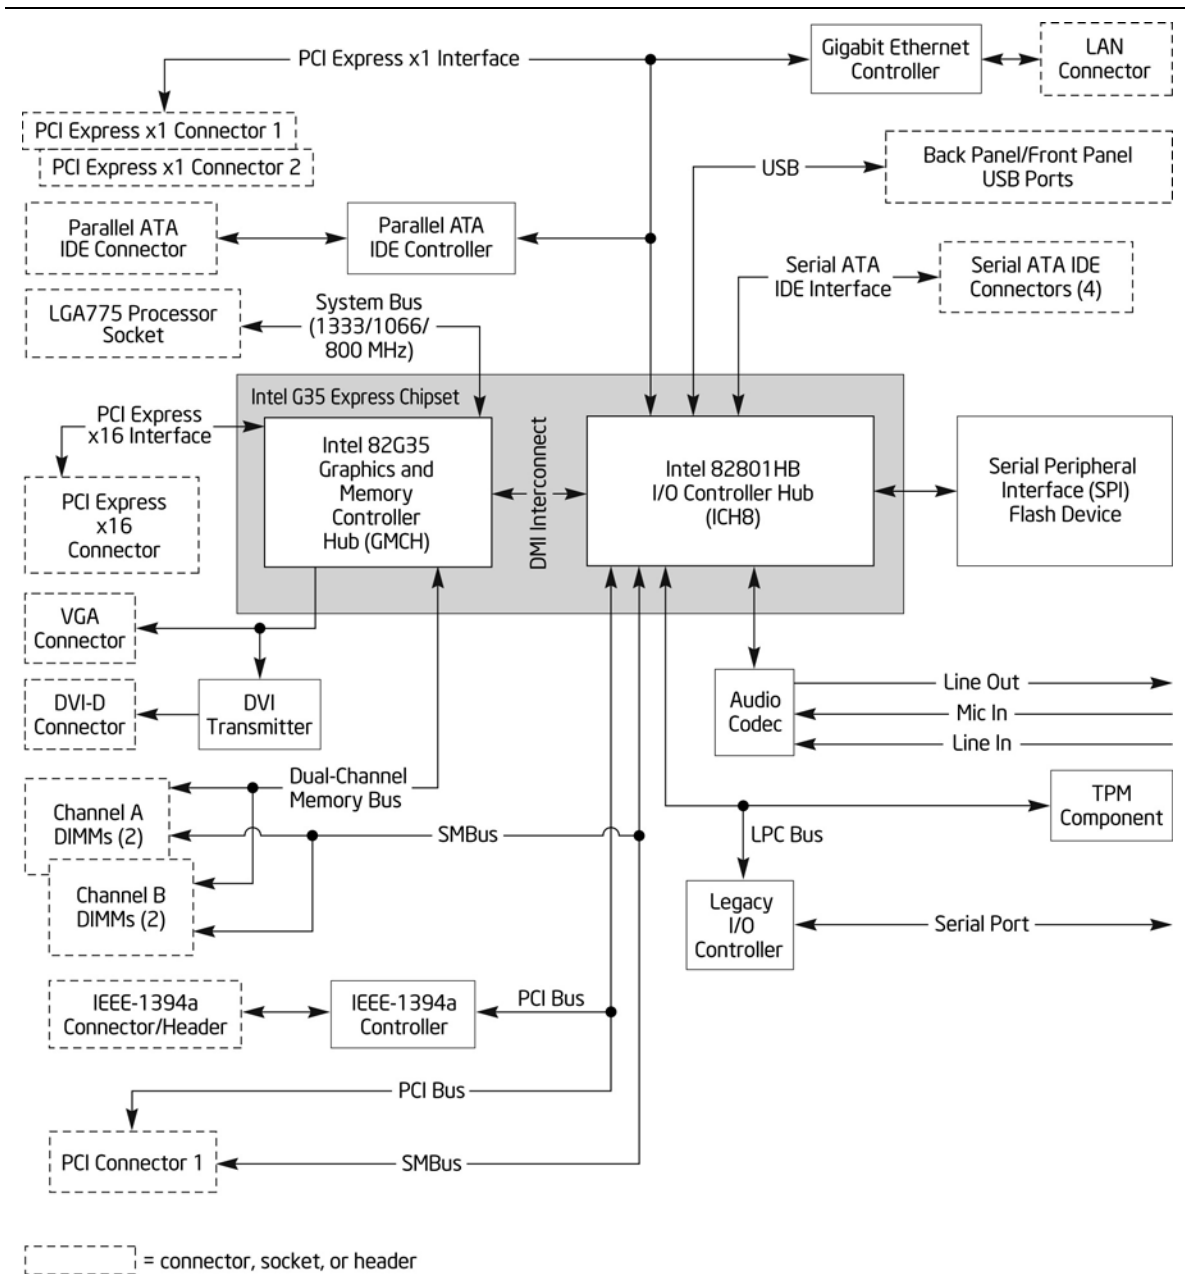 PCI Express x1 Interface
Gigabit Ethernet
Controller
LAN
Connector
PCI Express x1 Connector 1
PCI Express x1 Connector 2
USB
Back Panel/Front Panel
USB Ports
Parallel ATA
IDE Connector
Parallel ATA
IDE Controller
Serial ATA
IDE Interface
Serial ATA IDE
Connectors (4)
LGA775 Processor
Socket
System Bus
(1333/1066/
800 MHz)
Intel G35 Express Chipset
PCI Express
x16 Interface
Intel 82G35
Graphics and
Memory
Controller
Hub (GMCH)
DMI Interconnect
Intel 82801HB
I/O Controller Hub
(ICH8)
Serial Peripheral
Interface (SPI)
Flash Device
PCI Express
x16
Connector
VGA
Connector
DVI-D
Connector
DVI
Transmitter
Audio
Codec
Line Out
Mic In
Line In
Dual-Channel
Memory Bus
Channel A
DIMMs (2)
SMBus
LPC Bus
TPM
Component
Channel B
DIMMs (2)
Legacy
I/O
Controller
Serial Port
IEEE-1394a
Connector/Header
IEEE-1394a
Controller
PCI Bus
PCI Bus
PCI Connector 1
SMBus
= connector, socket, or header